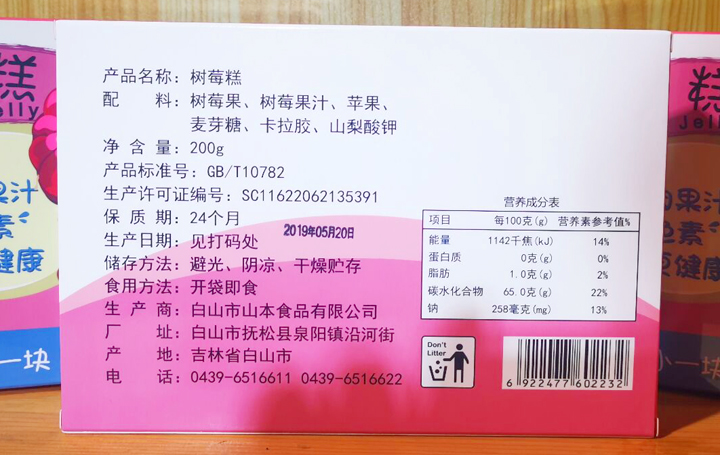 产品名称：树莓糕
配 料：树莓果、树莓果汁、苹果、
麦芽糖、卡拉胶、山梨酸钾
净 含 量：200g
产品标准号：GB/T10782
生产许可证编号：SC11622062135391
保 质 期：24个月
生产日期：见打码处
2019年05月20日
储存方法：避光、阴凉、干燥贮存
食用方法：开袋即食
生 产 商：白山市山本食品有限公司
厂 址：白山市抚松县泉阳镇沿河街
产 地：吉林省白山市
电 话：0439-6516611 0439-6516622
营养成分表
项目 每100克(g) 营养素参考值%
能量 1142千焦(kJ) 14%
蛋白质 0克(g) 0%
脂肪 1.0克(g) 2%
碳水化合物 65.0克(g) 22%
钠 258毫克(mg) 13%
Don't
Litter
6 922477 602232
糕
elly
果汁
素
健康
一块
糕
Jelly
果汁
色素
更健康
小一块